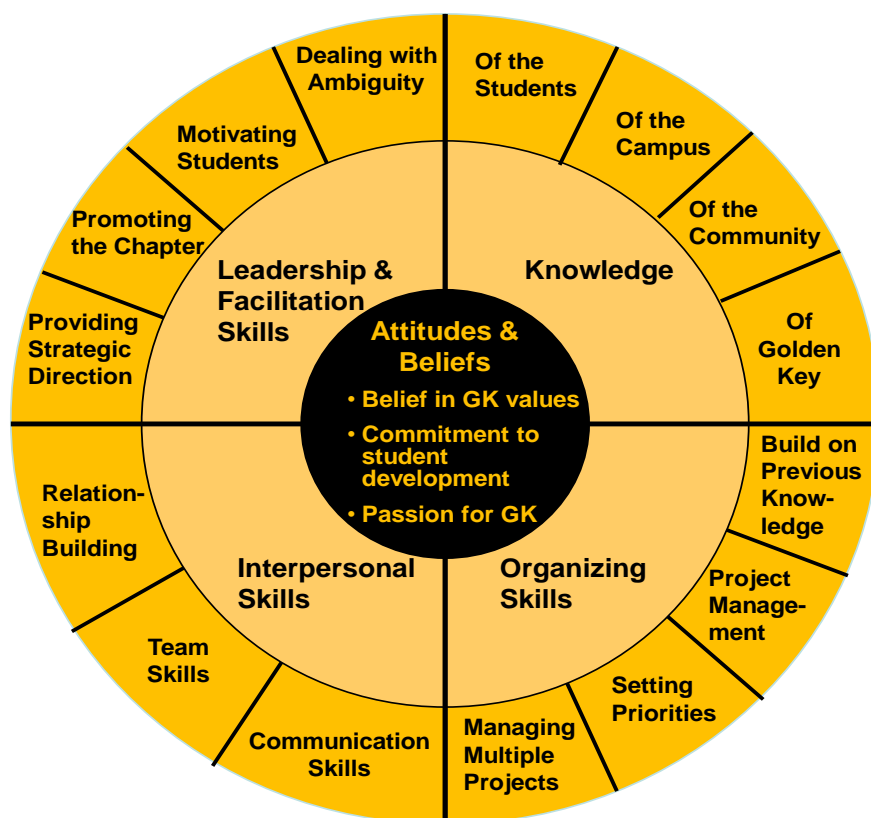 Dealing with
Ambiguity
Motivating
Students
Promoting
the Chapter
Providing
Strategic
Direction
Leadership &
Facilitation
Skills
Of the
Students
Of the
Campus
Of the
Community
Of
Golden
Key
Knowledge
Attitudes &
Beliefs
• Belief in GK values
• Commitment to
student
development
• Passion for GK
Relation-
ship
Building
Team
Skills
Communication
Skills
Interpersonal
Skills
Organizing
Skills
Build on
Previous
Know-
ledge
Project
Manage-
ment
Setting
Priorities
Managing
Multiple
Projects